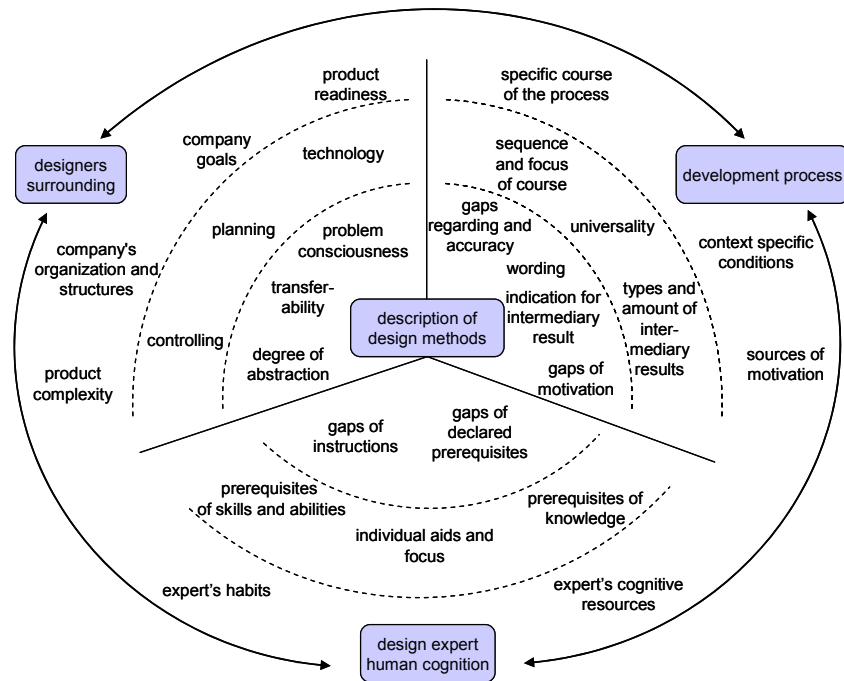 product
readiness
specific course
of the process
company
goals
technology
sequence
and focus
of course
designers
surrounding
development process
planning
problem
consciousness
gaps
regarding and
accuracy
universality
wording
company's
organization and
structures
context specific
conditions
transfer-
ability
description of
design methods
indication for
intermediary
result
types and
amount of
inter-
mediary
results
controlling
degree of
abstraction
gaps
of motivation
sources of
motivation
product
complexity
gaps of
instructions
gaps of
declared
prerequisites
prerequisites
of skills and abilities
individual aids and
focus
prerequisites of
knowledge
expert's habits
expert's cognitive
resources
design expert
human cognition